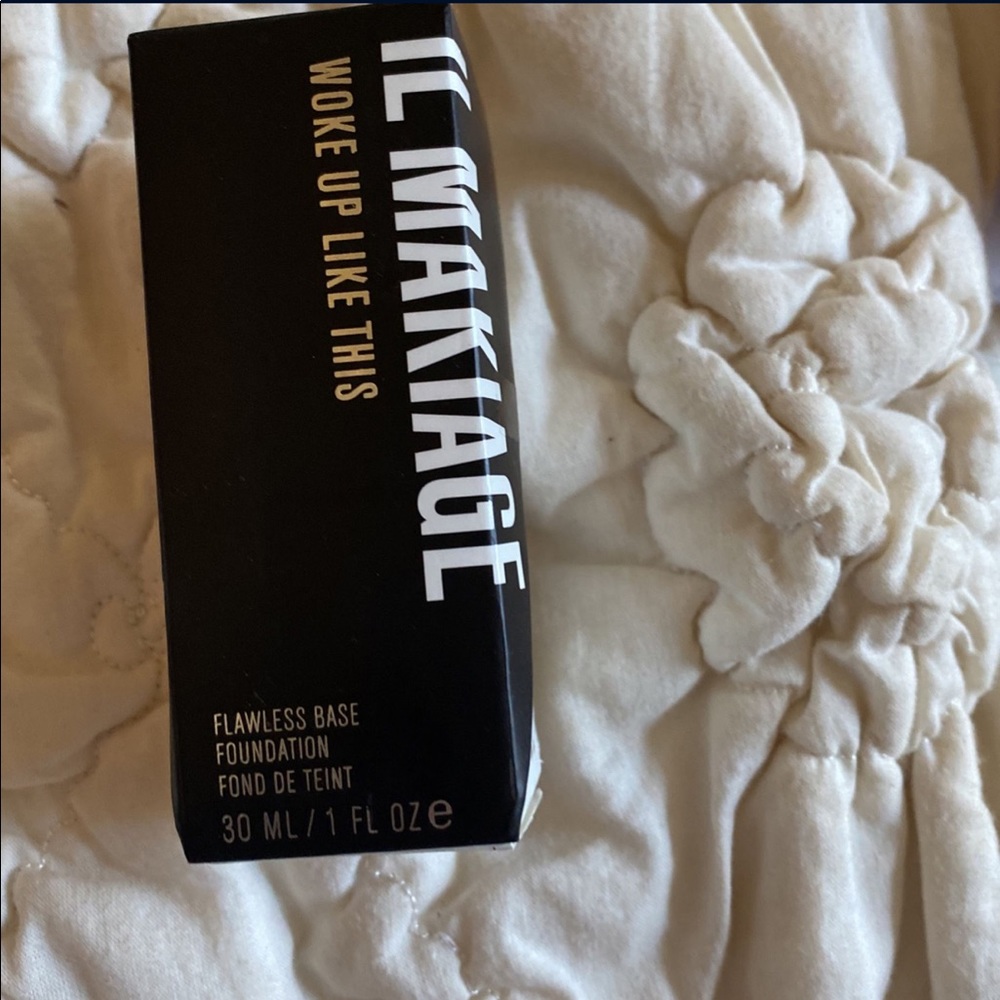 IL MAKIAGE
WOKE UP LIKE THIS
FLAWLESS BASE
FOUNDATION
FOND DE TEINT
30 ML/1 FL OZ e